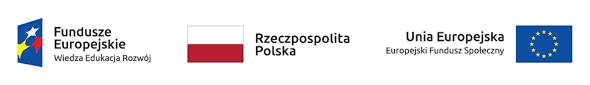 Fundusze
Europejskie
Wiedza Edukacja Rozwój
Rzeczpospolita
Polska
Unia Europejska
Europejski Fundusz Społeczny